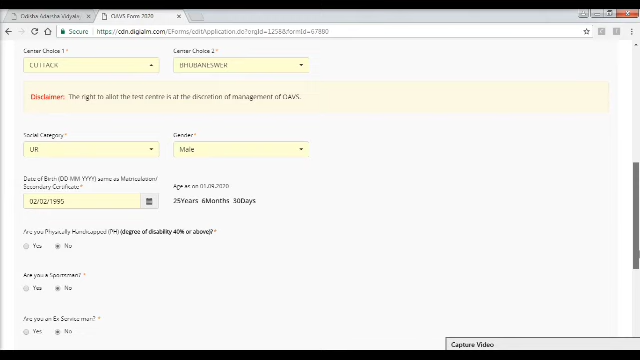 Odisha Adarsha Vidyala
OAVS Form 2020
Secure
https://cdn.digialm.com/EForms/editApplication.do?orgId=1258&formId=67880
Center Choice 1*
Center Choice 2*
CUTTACK
BHUBANESWER
Disclaimer: The right to allot the test centre is at the discretion of management of OAVS.
Social Category*
Gender*
UR
Male
Date of Birth (DD-MM-YYYY) same as Matriculation/
Secondary Certificate*
Age as on 01.09.2020
02/02/1995
25Years 6Months 30Days
Are you Physically Handicapped (PH) (degree of disability 40% or above)?*
Yes No
Are you a Sportsman? *
Yes No
Are you an Ex Service man? *
Yes No
Capture Video